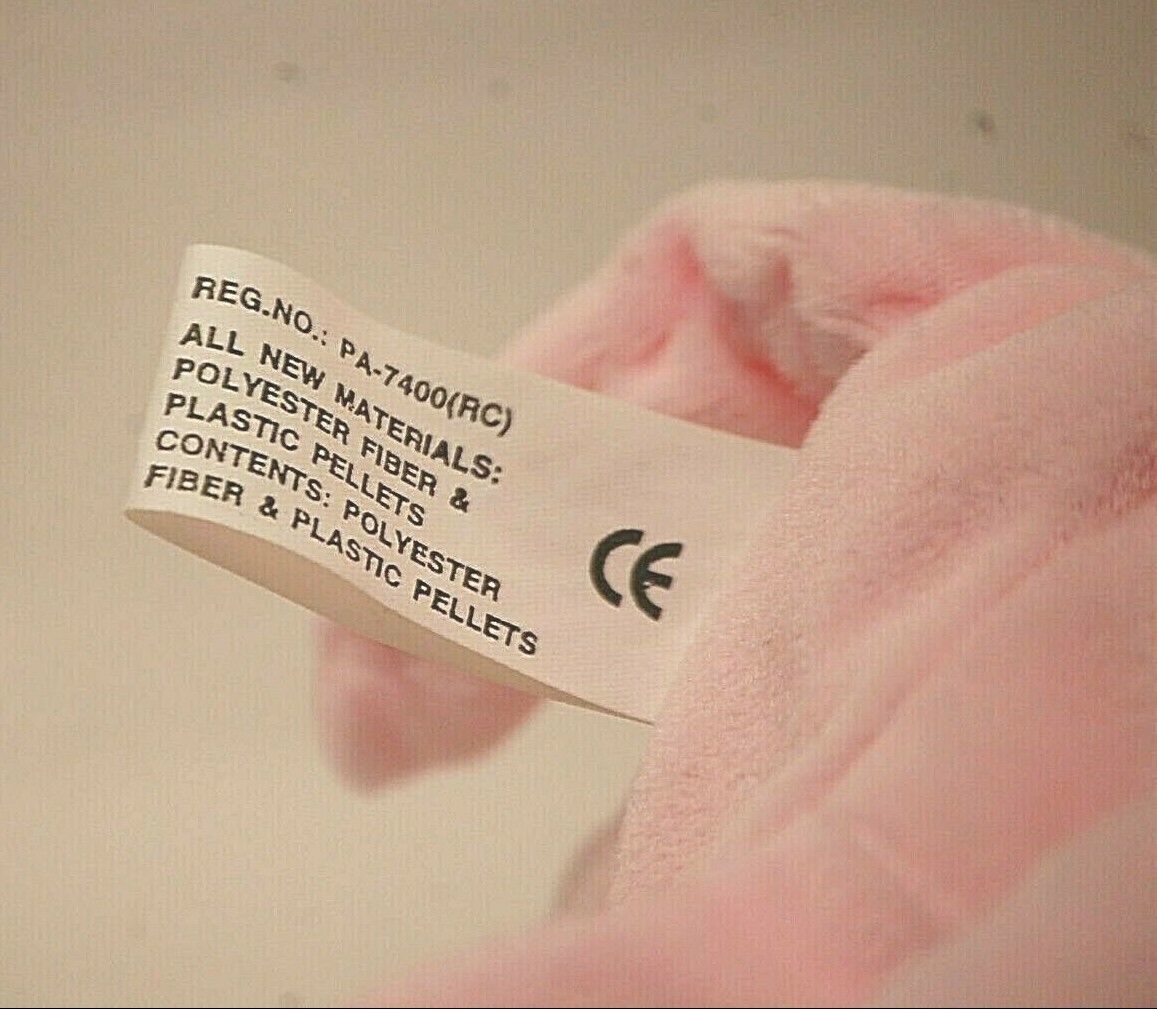 REG.NO.: PA-7400(RC)
ALL NEW MATERIALS:
POLYESTER FIBER &
PLASTIC PELLETS
CONTENTS: POLYESTER
FIBER & PLASTIC PELLETS
CE